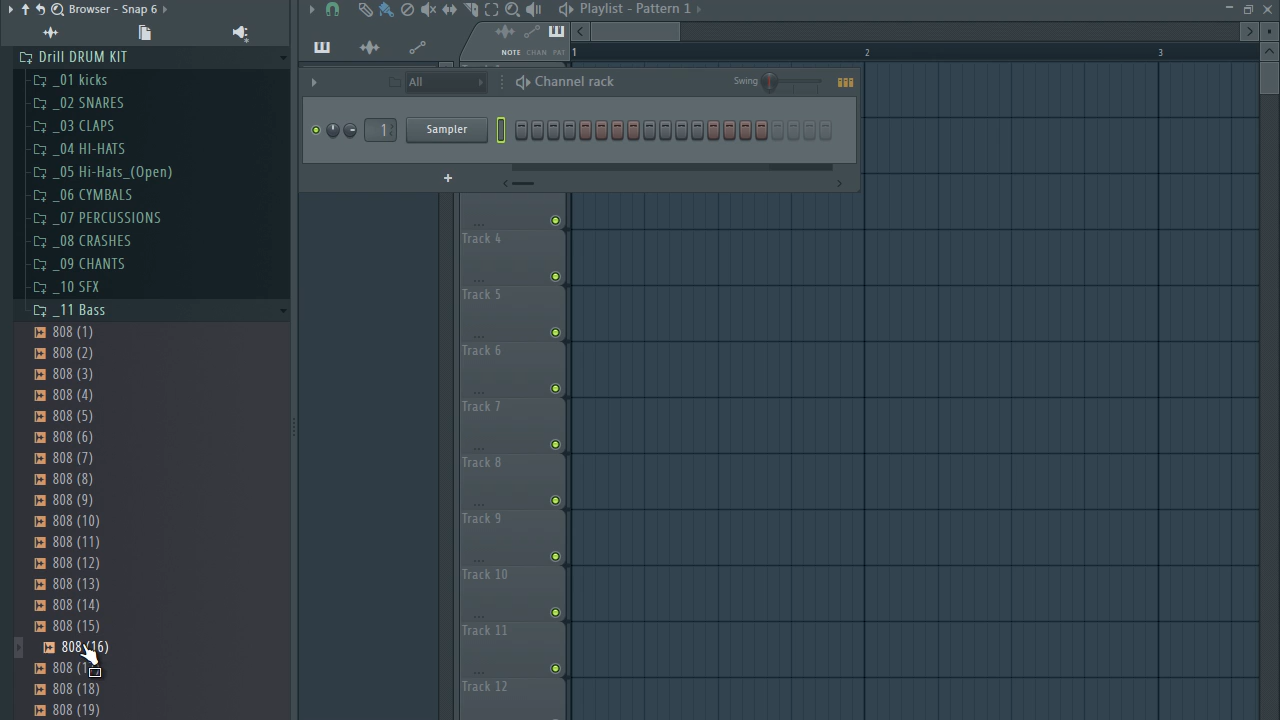 Browser - Snap 6
Playlist - Pattern 1
NOTE CHAN PAT
1 2 3
Drill DRUM KIT
_01 kicks
_02 SNARES
_03 CLAPS
_04 HI-HATS
_05 Hi-Hats_(Open)
_06 CYMBALS
_07 PERCUSSIONS
_08 CRASHES
_09 CHANTS
_10 SFX
_11 Bass
808 (1)
808 (2)
808 (3)
808 (4)
808 (5)
808 (6)
808 (7)
808 (8)
808 (9)
808 (10)
808 (11)
808 (12)
808 (13)
808 (14)
808 (15)
808 (16)
808
808 (18)
808 (19)
All
Channel rack
Swing
1
Sampler
+
Track 4
Track 5
Track 6
Track 7
Track 8
Track 9
Track 10
Track 11
Track 12